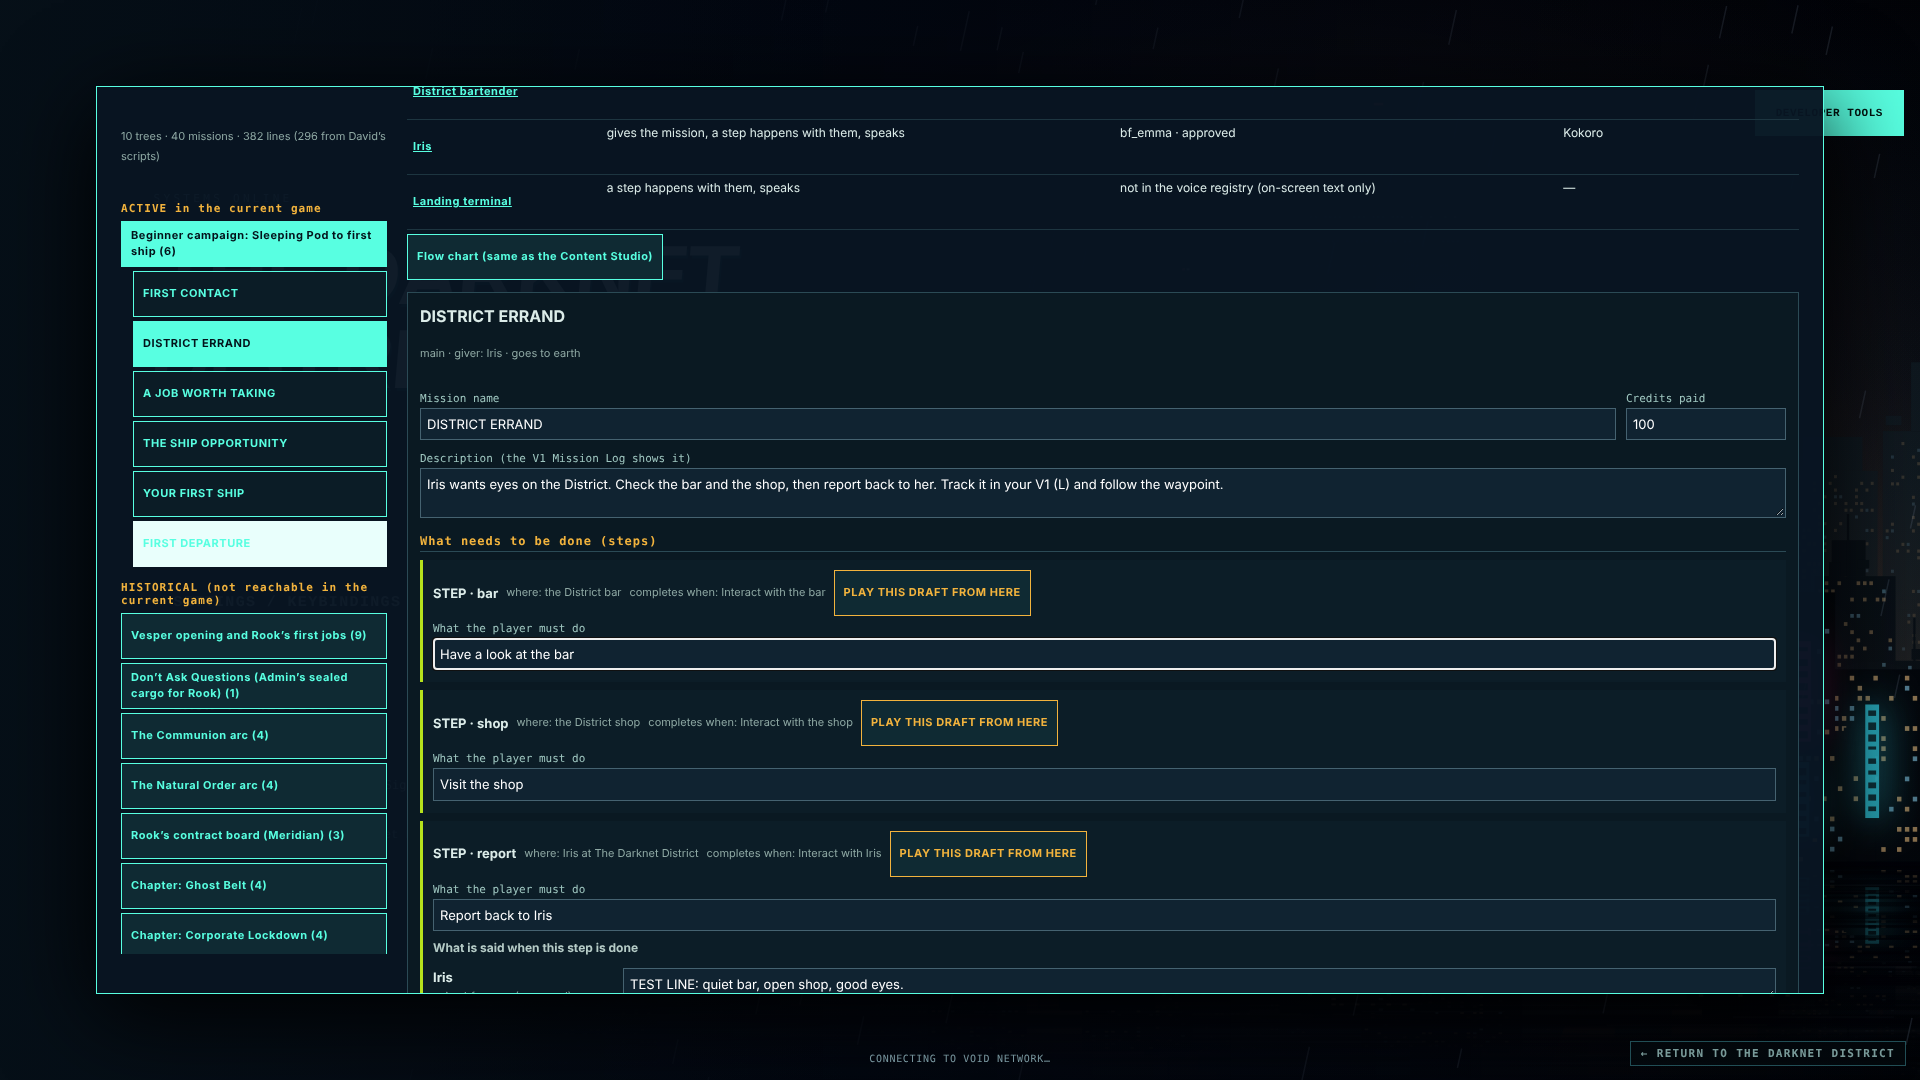 District bartender
10 trees · 40 missions · 382 lines (296 from David's
scripts)
Iris
gives the mission, a step happens with them, speaks
bf_emma · approved
Kokoro
Landing terminal
a step happens with them, speaks
not in the voice registry (on-screen text only)
—
ER TOOLS
ACTIVE in the current game
Beginner campaign: Sleeping Pod to first
ship (6)
FIRST CONTACT
DISTRICT ERRAND
A JOB WORTH TAKING
THE SHIP OPPORTUNITY
YOUR FIRST SHIP
FIRST DEPARTURE
HISTORICAL (not reachable in the
current game)
Vesper opening and Rook's first jobs (9)
Don't Ask Questions (Admin's sealed
cargo for Rook) (1)
The Communion arc (4)
The Natural Order arc (4)
Rook's contract board (Meridian) (3)
Chapter: Ghost Belt (4)
Chapter: Corporate Lockdown (4)
Flow chart (same as the Content Studio)
DISTRICT ERRAND
main · giver: Iris · goes to earth
Mission name
Credits paid
DISTRICT ERRAND
100
Description (the V1 Mission Log shows it)
Iris wants eyes on the District. Check the bar and the shop, then report back to her. Track it in your V1 (L) and follow the waypoint.
What needs to be done (steps)
STEP · bar where: the District bar completes when: Interact with the bar PLAY THIS DRAFT FROM HERE
What the player must do
Have a look at the bar
STEP · shop where: the District shop completes when: Interact with the shop PLAY THIS DRAFT FROM HERE
What the player must do
Visit the shop
STEP · report where: Iris at The Darknet District completes when: Interact with Iris PLAY THIS DRAFT FROM HERE
What the player must do
Report back to Iris
What is said when this step is done
Iris
TEST LINE: quiet bar, open shop, good eyes.
CONNECTING TO VOID NETWORK…
← RETURN TO THE DARKNET DISTRICT